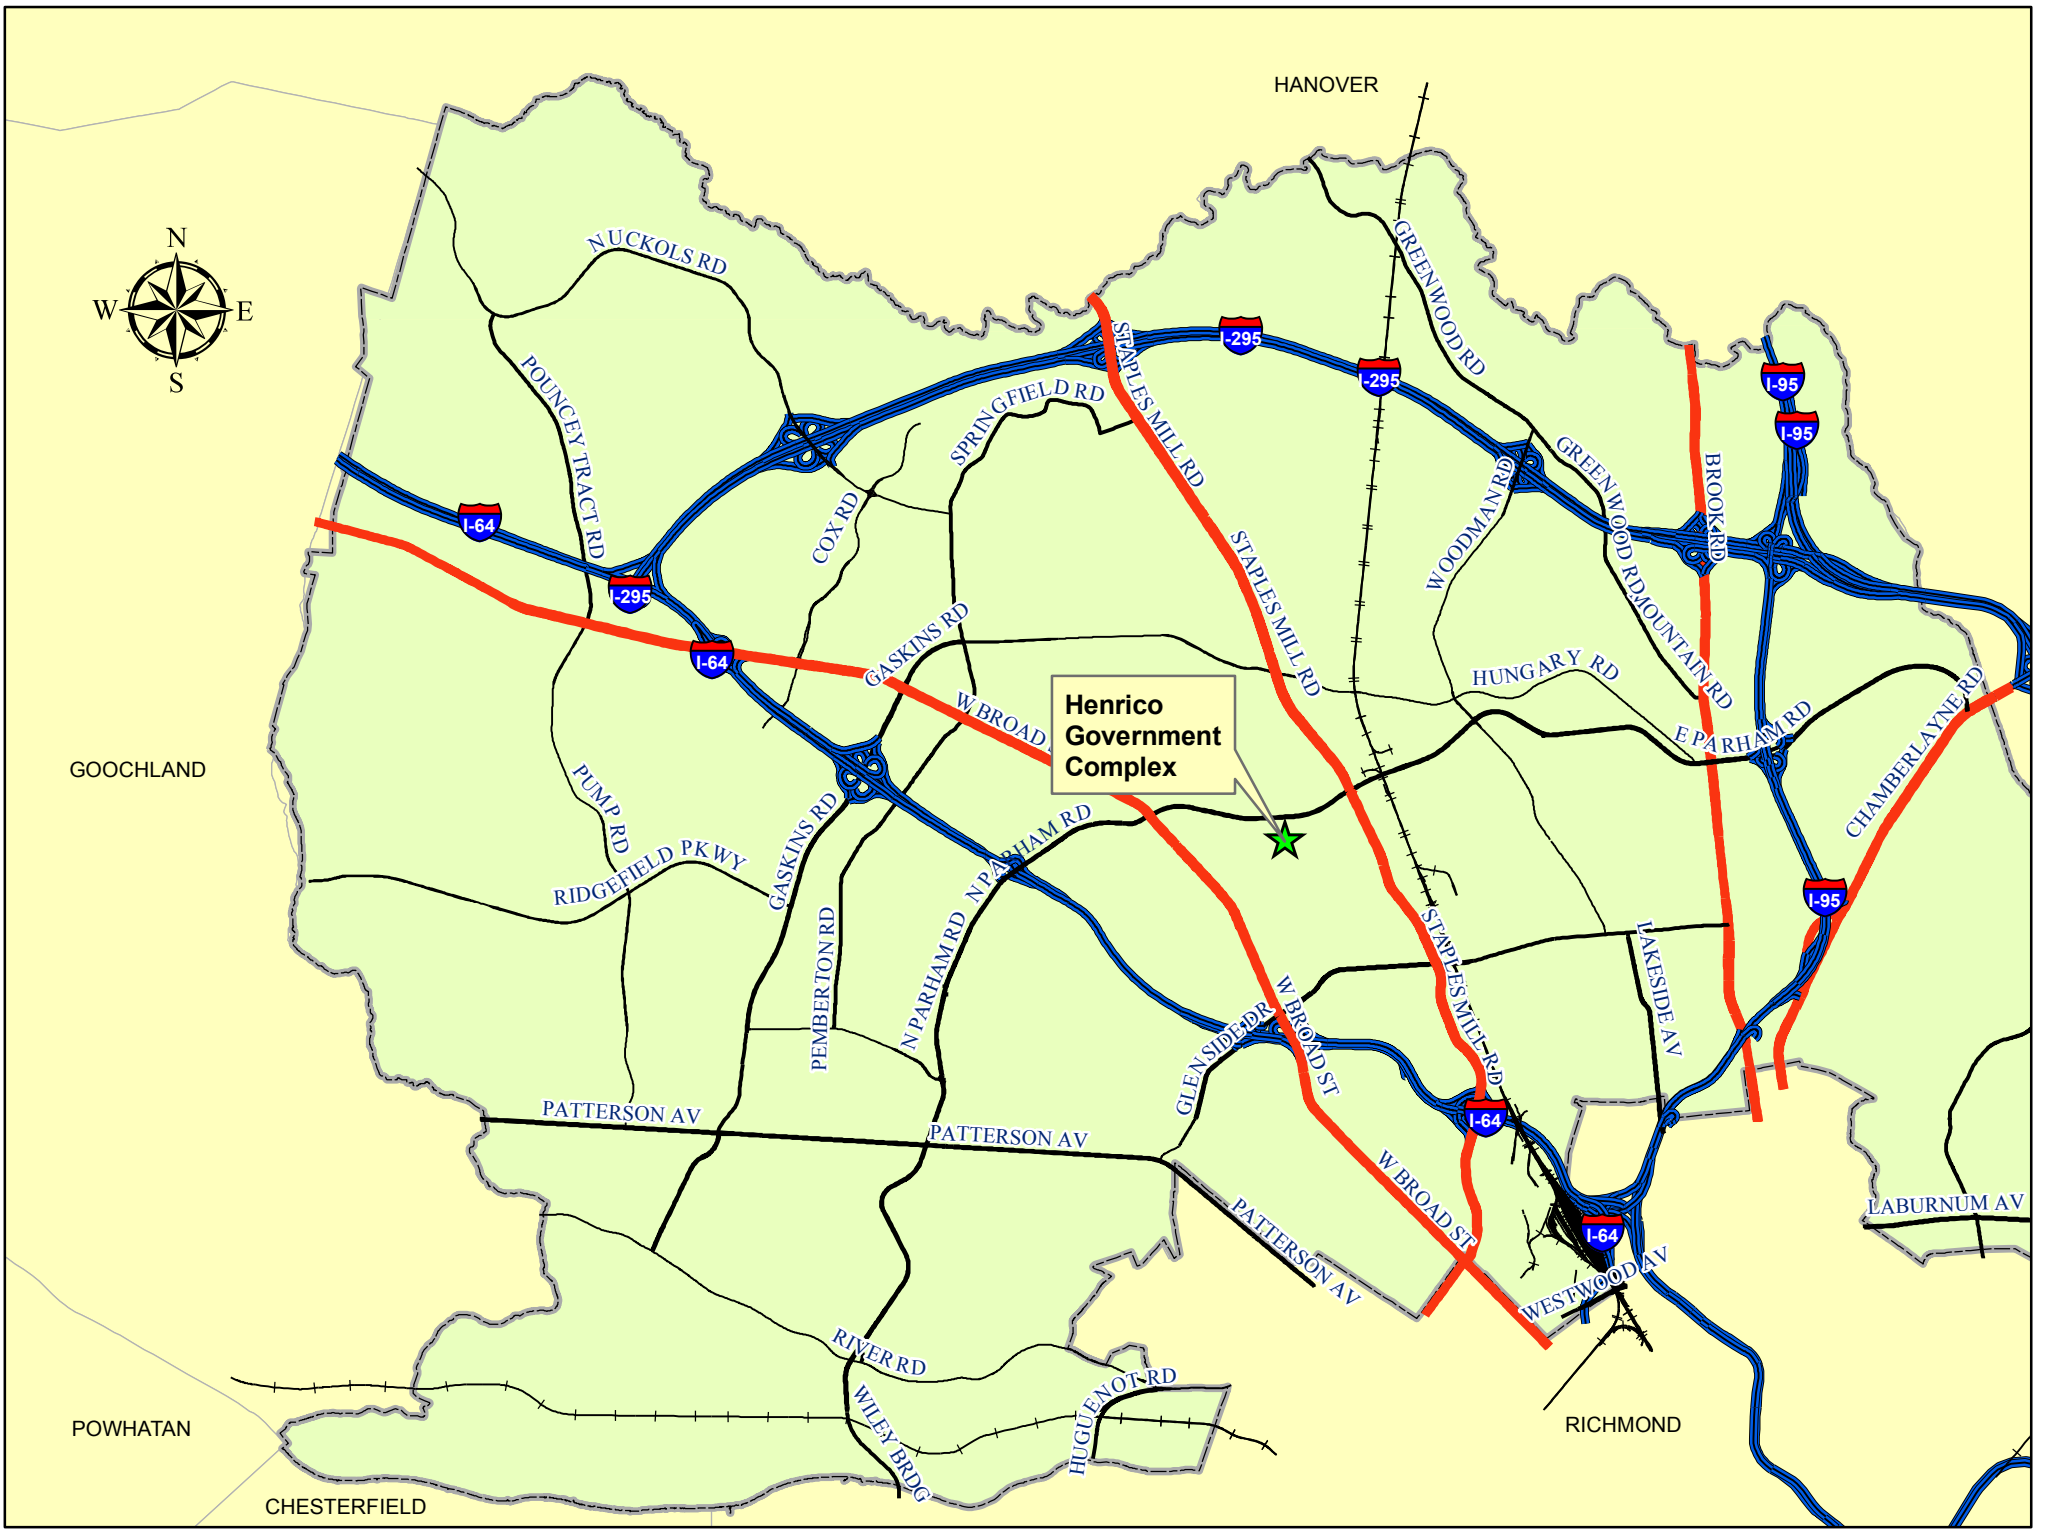 HANOVER
N
W
E
S
NUCKOLS RD
GREENWOOD RD
I-295
STAPLES MILL RD
I-295
I-95
POUNCEY TRACT RD
SPRINGFIELD RD
I-95
GREENWOOD RD
BROOK RD
WOODMAN RD
COX RD
I-64
STAPLES MILL RD
I-295
MOUNTAIN RD
GASKINS RD
I-64
HUNGARY RD
W BROAD
Henrico
Government
Complex
E PARHAM RD
CHAMBERLAYNE RD
GOOCHLAND
PUMP RD
GASKINS RD
N PARHAM RD
RIDGEFIELD PKWY
I-95
PEMBERTON RD
N PARHAM RD
STAPLES MILL RD
LAKESIDE AV
W BROAD ST
GLENSIDE DR
PATTERSON AV
PATTERSON AV
I-64
W BROAD ST
PATTERSON AV
LABURNUM AV
I-64
WESTWOOD AV
RIVER RD
HUGUENOT RD
WILEY BRDG
POWHATAN
RICHMOND
CHESTERFIELD